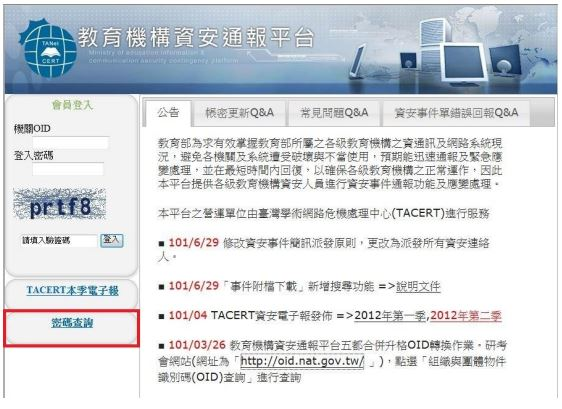 TANet
CERT
教育機構資安通報平台
Ministry of education information &
communication security contingency platform
會員登入
機關OID
登入密碼
prtf8
請填入驗證碼
登入
TACERT本季電子報
密碼查詢
公告
帳密更新Q&A
常見問題Q&A
資安事件單錯誤回報Q&A
教育部為求有效掌握教育部所屬之各級教育機構之資通訊及網路系統現
況，避免各機關及系統遭受破壞與不當使用，預期能迅速通報及緊急應
變處理，並在最短時間內回復，以確保各級教育機構之正常運作，因此
本平台提供各級教育機構資安人員進行資安事件通報功能及應變處理。
本平台之營運單位由臺灣學術網路危機處理中心(TACERT)進行服務
■ 101/6/29 修改資安事件簡訊派發原則，更改為派發所有資安連絡
人。
■ 101/6/29「事件附檔下載」新增搜尋功能 =>說明文件
■ 101/04 TACERT資安電子報發佈 =>2012年第一季,2012年第二季
■ 101/03/26 教育機構資安通報平台五都合併升格OID轉換作業。研考
會網站(網址為「http://oid.nat.gov.tw/ 」)，點選「組織與團體物件
識別碼(OID)查詢」進行查詢